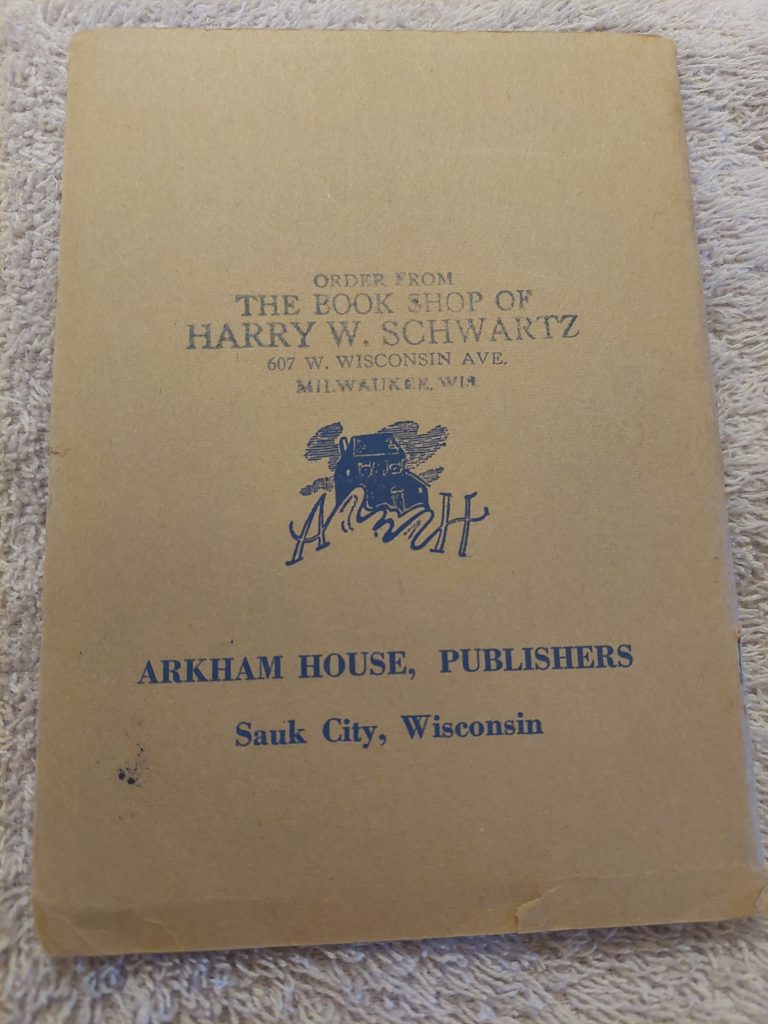 ORDER FROM
THE BOOK SHOP OF
HARRY W. SCHWARTZ
607 W. WISCONSIN AVE.
MILWAUKEE, WIS.
A H
ARKHAM HOUSE, PUBLISHERS
Sauk City, Wisconsin